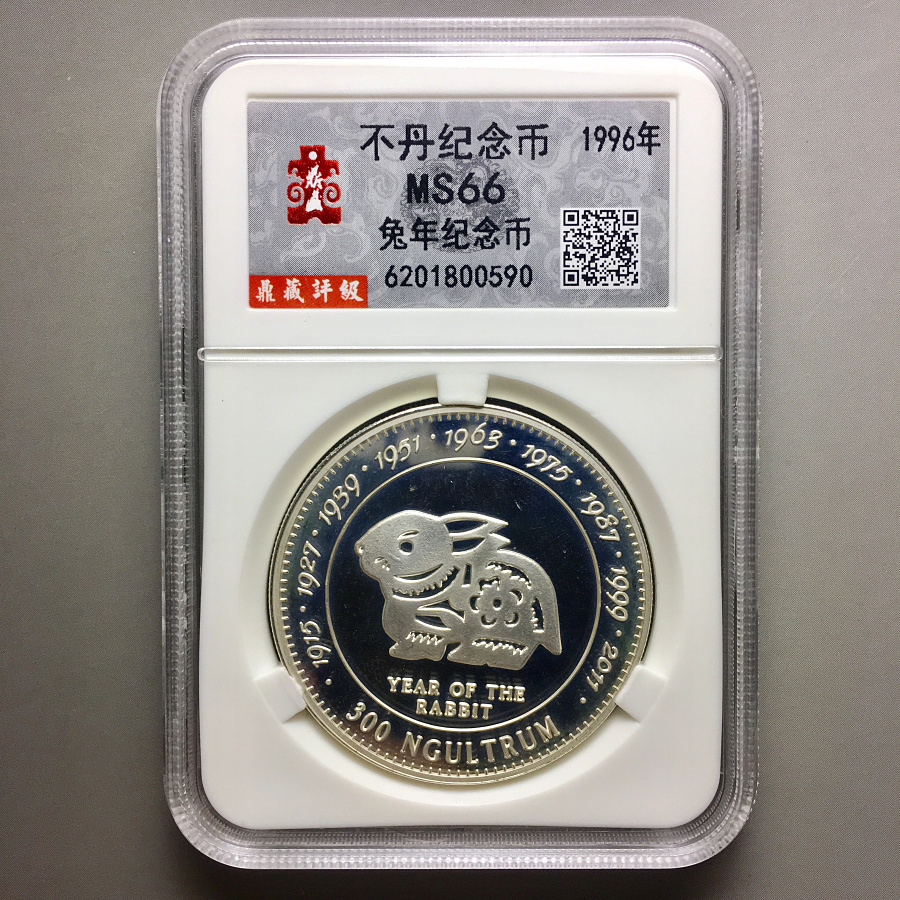 不丹纪念币 1996年
MS66
兔年纪念币
6201800590
鼎藏評級
1915 · 1927 · 1939 · 1951 · 1963 · 1975 · 1987 · 1999 · 2011
YEAR OF THE
RABBIT
300 NGULTRUM